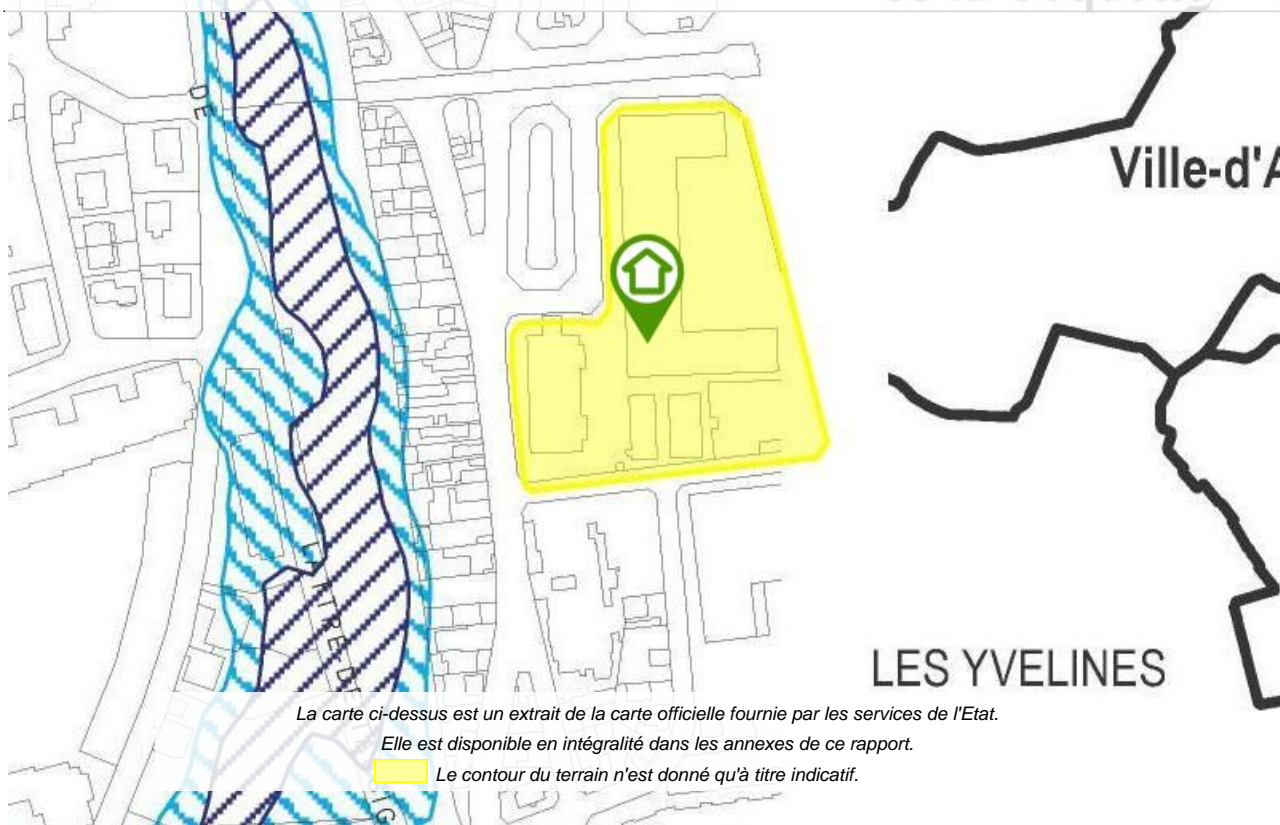 DE
Ville-d'A
LES YVELINES
La carte ci-dessus est un extrait de la carte officielle fournie par les services de l'Etat.
Elle est disponible en intégralité dans les annexes de ce rapport.
Le contour du terrain n'est donné qu'à titre indicatif.